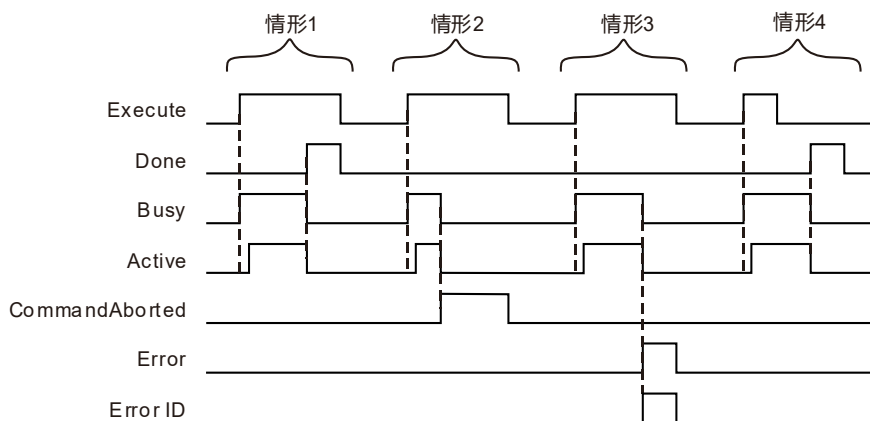 情形1 情形2 情形3 情形4
Execute
Done
Busy
Active
CommandAborted
Error
Error ID